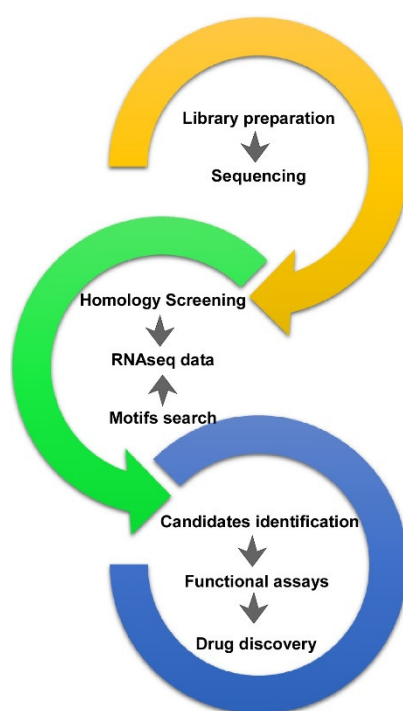 Library preparation
Sequencing
Homology Screening
RNAseq data
Motifs search
Candidates identification
Functional assays
Drug discovery